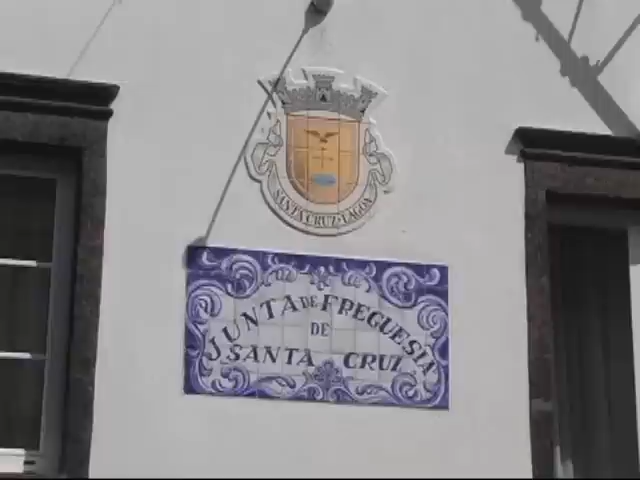 SANTA CRUZ - LAGOA
JUNTA DE FREGUESIA
DE
SANTA CRUZ